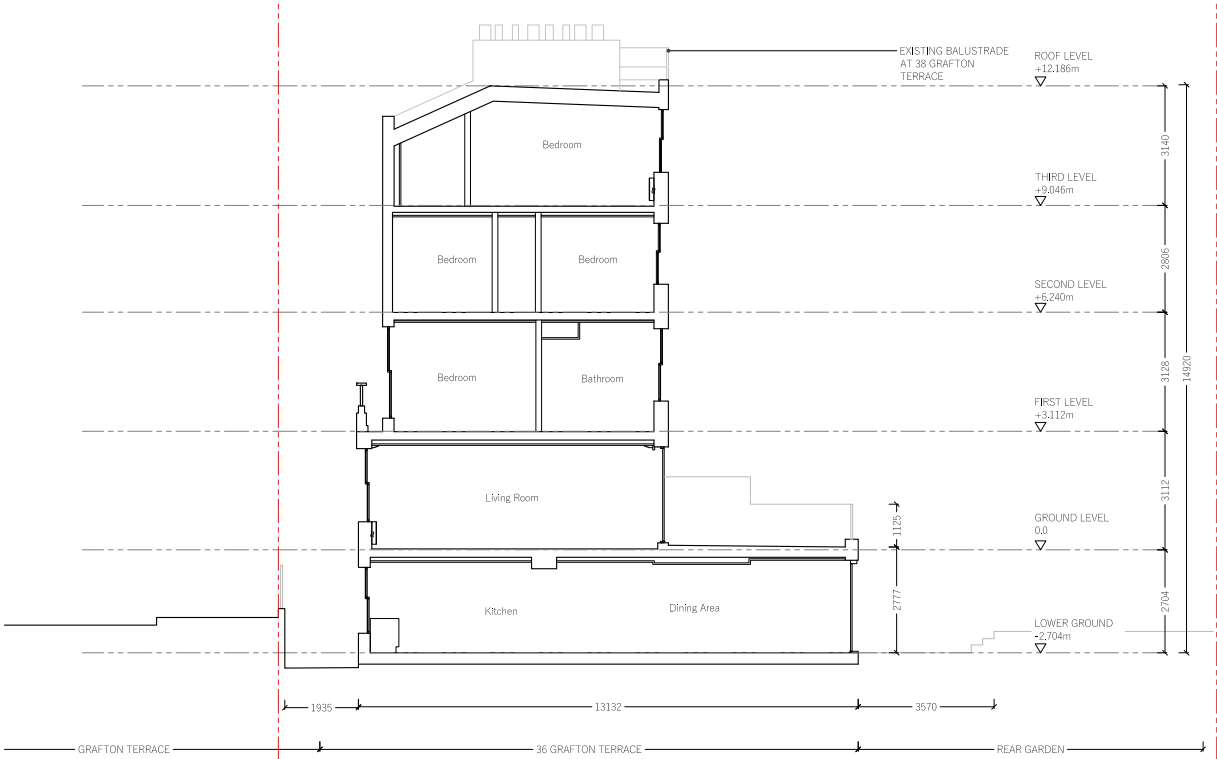 EXISTING BALUSTRADE
AT 38 GRAFTON
TERRACE
ROOF LEVEL
+12.186m
Bedroom
3140
THIRD LEVEL
+9.046m
Bedroom
Bedroom
2806
SECOND LEVEL
+6.240m
Bedroom
Bathroom
3128
14920
FIRST LEVEL
+3.112m
Living Room
3112
1125
GROUND LEVEL
0.0
Kitchen
Dining Area
2777
2704
LOWER GROUND
-2.704m
1935
13132
3570
GRAFTON TERRACE
36 GRAFTON TERRACE
REAR GARDEN